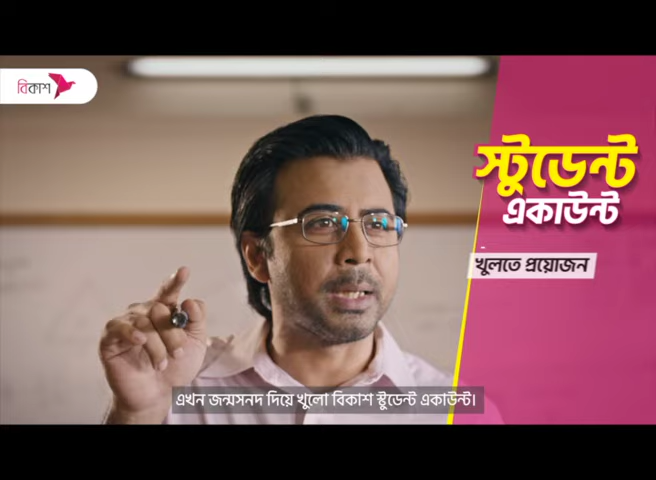 বিকাশ
স্টুডেন্ট
একাউন্ট
খুলতে প্রয়োজন
এখন জন্মসনদ দিয়ে খুলো বিকাশ স্টুডেন্ট একাউন্ট।